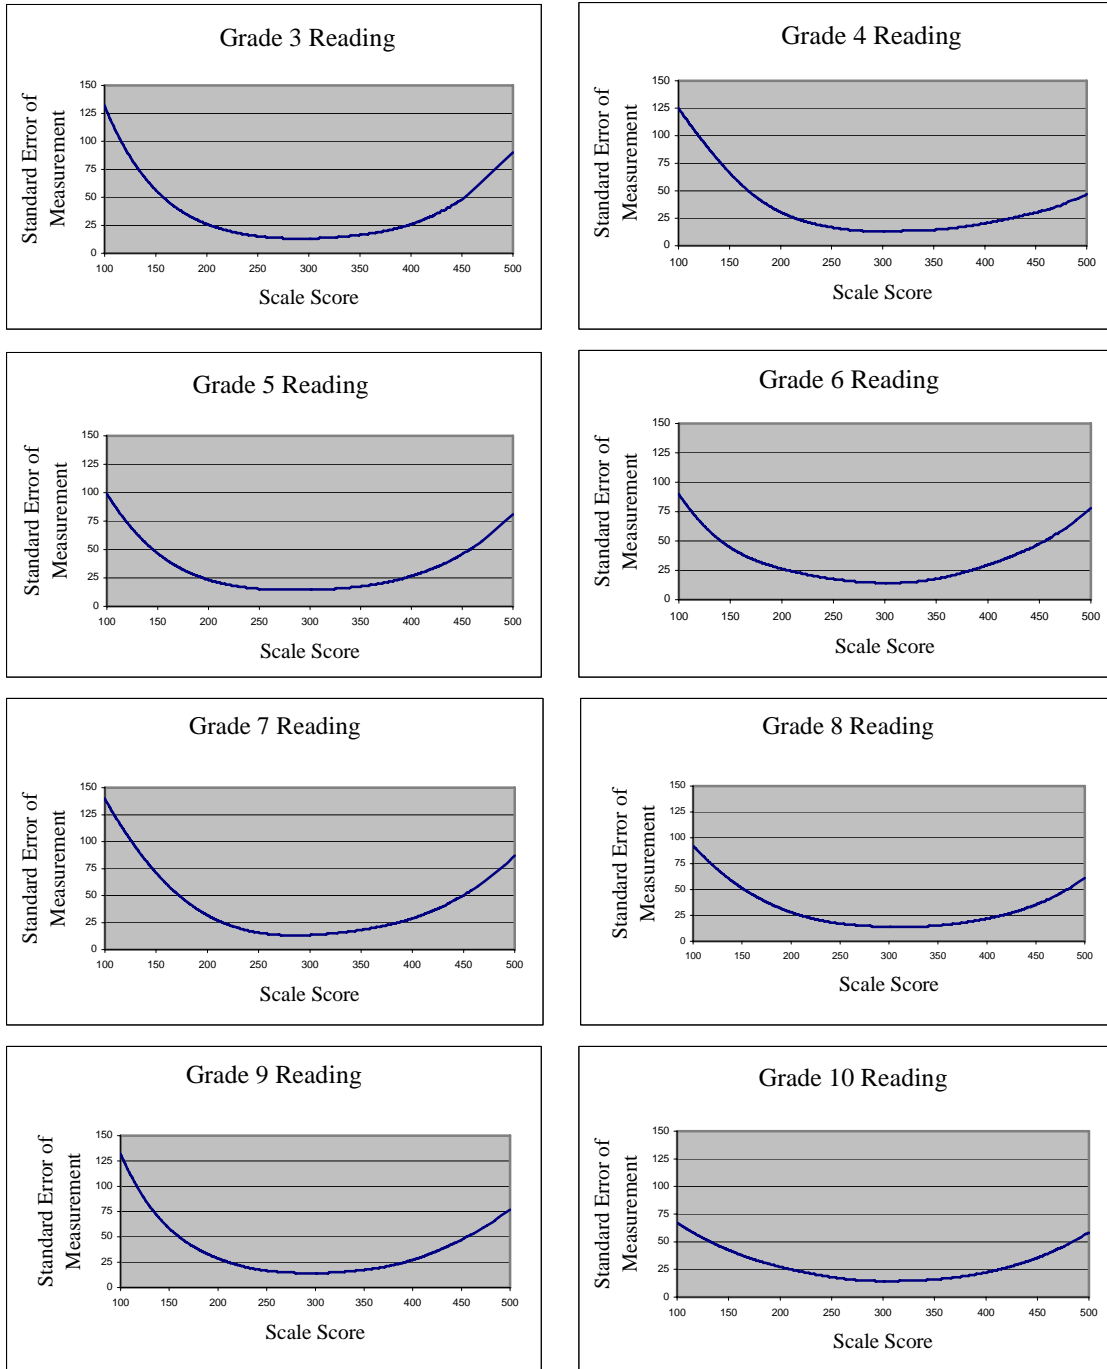 Grade 3 Reading
Standard Error of
Measurement
150
125
100
75
50
25
0
100 150 200 250 300 350 400 450 500
Scale Score
Grade 4 Reading
Standard Error of
Measurement
150
125
100
75
50
25
0
100 150 200 250 300 350 400 450 500
Scale Score
Grade 5 Reading
Standard Error of
Measurement
150
125
100
75
50
25
0
100 150 200 250 300 350 400 450 500
Scale Score
Grade 6 Reading
Standard Error of
Measurement
150
125
100
75
50
25
0
100 150 200 250 300 350 400 450 500
Scale Score
Grade 7 Reading
Standard Error of
Measurement
150
125
100
75
50
25
0
100 150 200 250 300 350 400 450 500
Scale Score
Grade 8 Reading
Standard Error of
Measurement
150
125
100
75
50
25
0
100 150 200 250 300 350 400 450 500
Scale Score
Grade 9 Reading
Standard Error of
Measurement
150
125
100
75
50
25
0
100 150 200 250 300 350 400 450 500
Scale Score
Grade 10 Reading
Standard Error of
Measurement
150
125
100
75
50
25
0
100 150 200 250 300 350 400 450 500
Scale Score